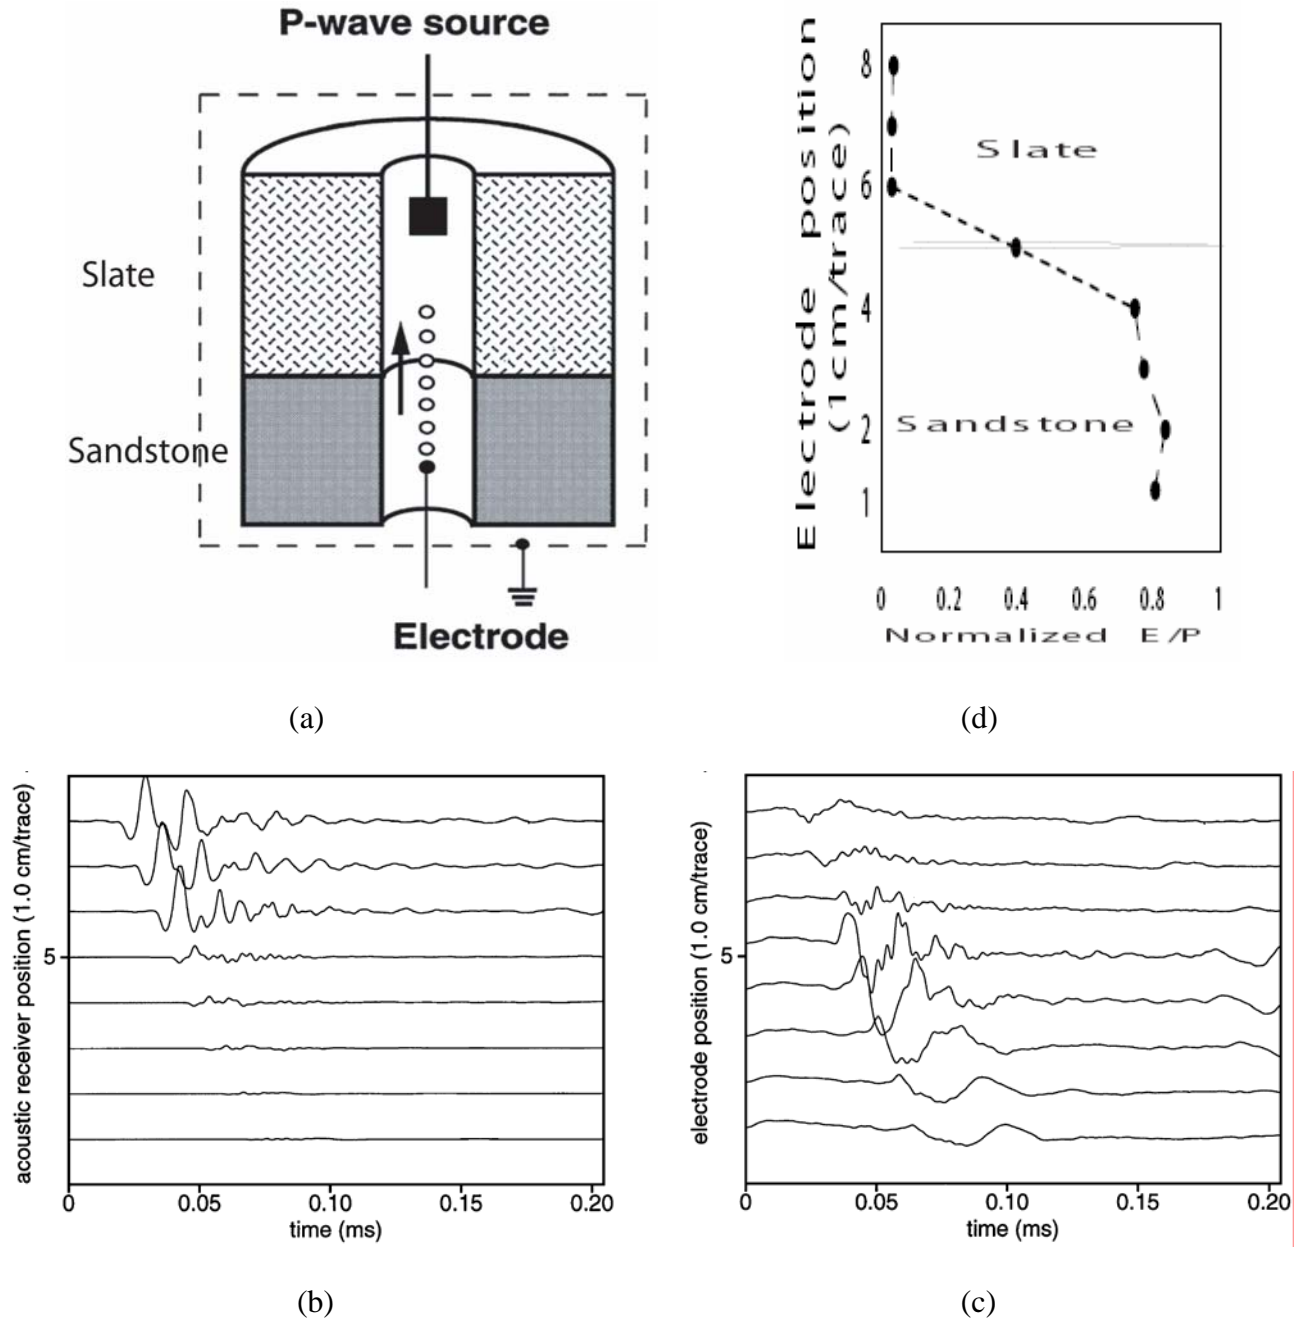 P-wave source
Slate
Sandstone
Electrode
(a)
Electrode position
(1cm/trace)
8
6
4
2
1
Slate
Sandstone
0 0.2 0.4 0.6 0.8 1
Normalized E/P
(d)
acoustic receiver position (1.0 cm/trace)
5
0 0.05 0.10 0.15 0.20
time (ms)
(b)
electrode position (1.0 cm/trace)
5
0 0.05 0.10 0.15 0.20
time (ms)
(c)